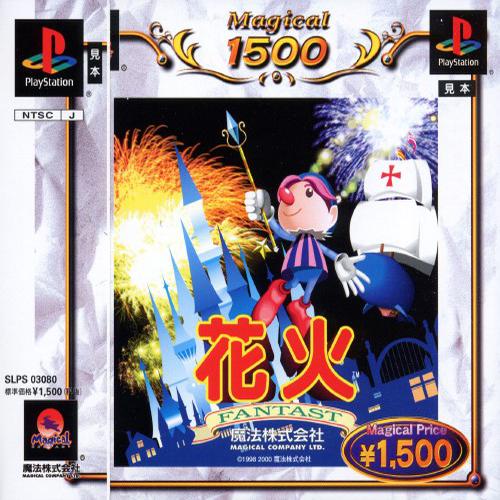 PlayStation
見本
NTSC J
SLPS 03080
標準価格¥1,500
Magical
魔法株式会社
MAGICAL COMPANY LTD.
Magical
1500
PlayStation
見本
花火
TM
FANTAST
魔法株式会社
MAGICAL COMPANY LTD.
©1998 2000 魔法株式会社
Magical Price
¥1,500